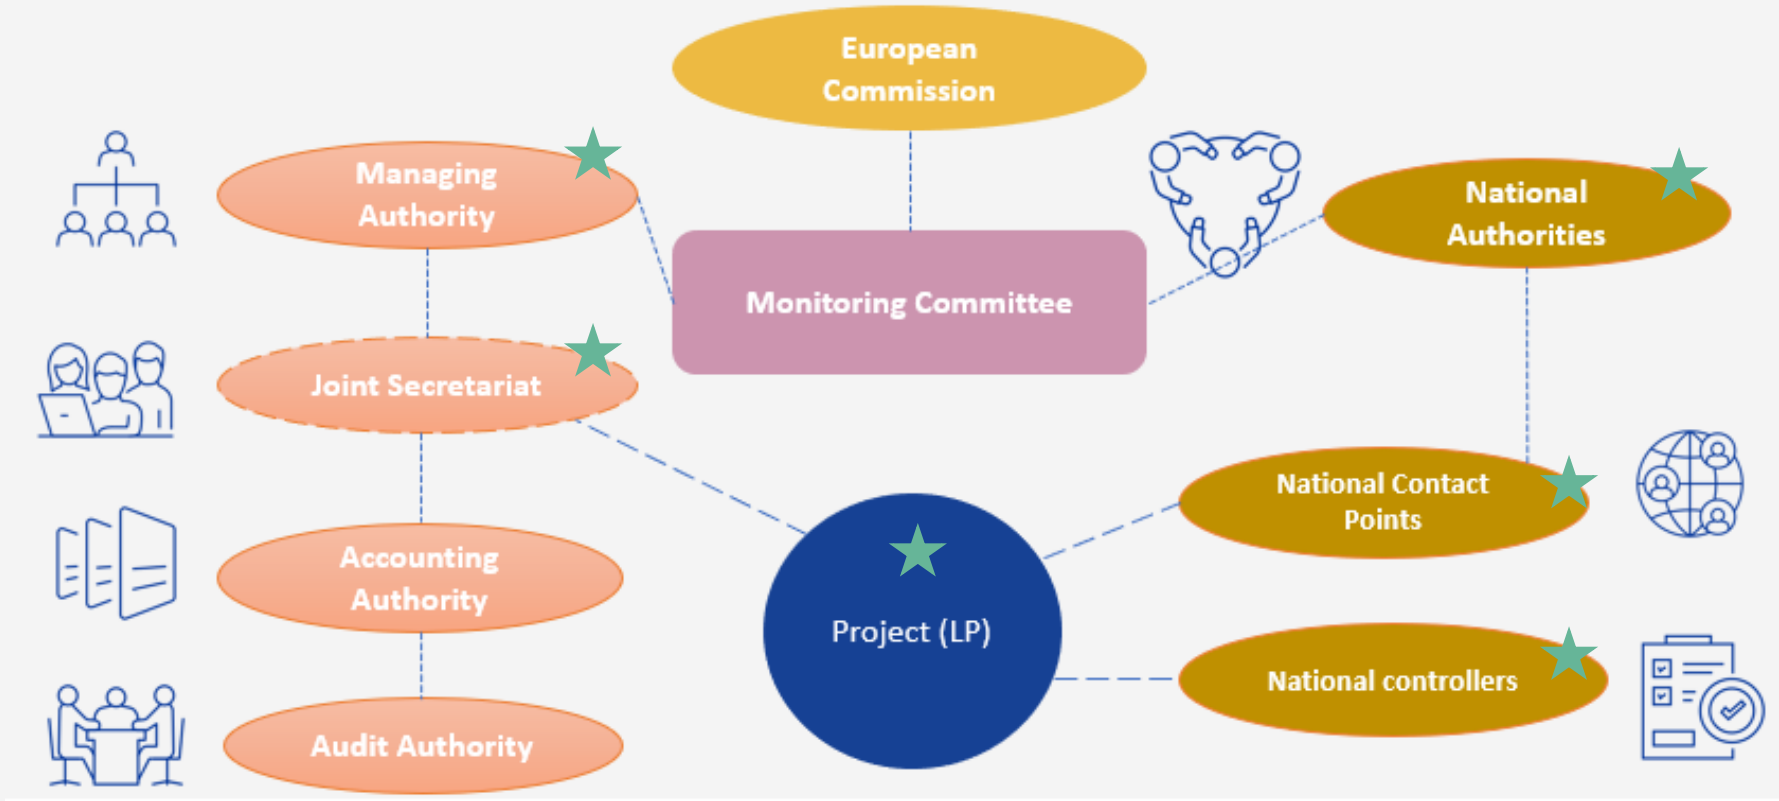 European
Commission
Managing
Authority
National
Authorities
Monitoring Committee
Joint Secretariat
National Contact
Points
Accounting
Authority
Project (LP)
National controllers
Audit Authority